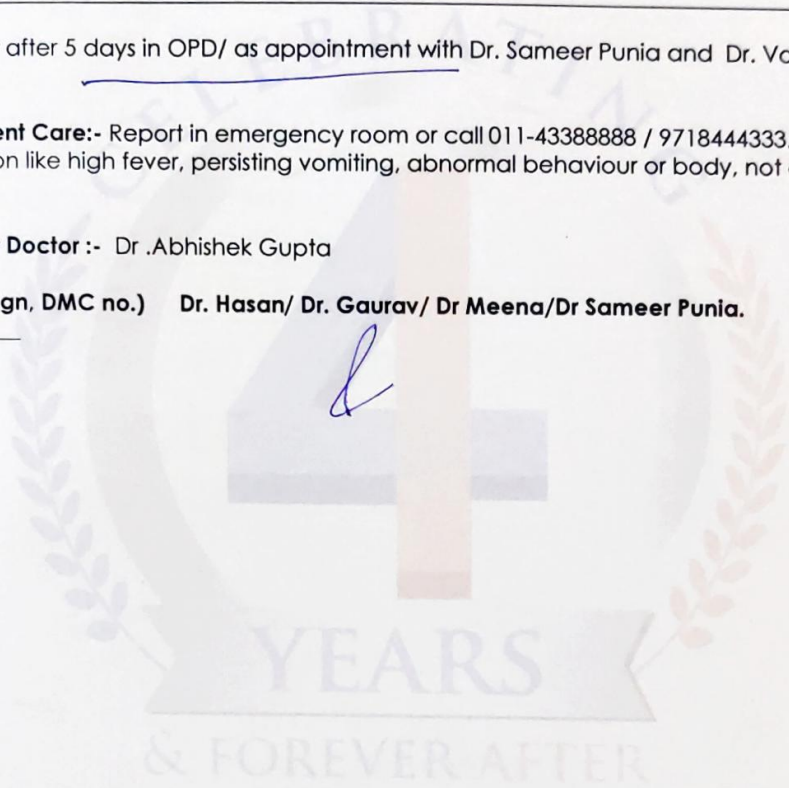 after 5 days in OPD/ as appointment with Dr. Sameer Punia and Dr.
ent Care:- Report in emergency room or call 011-43388888 / 9718444333
on like high fever, persisting vomiting, abnormal behaviour or body, not
Doctor :- Dr .Abhishek Gupta
gn, DMC no.) Dr. Hasan/ Dr. Gaurav/ Dr Meena/Dr Sameer Punia.
CELEBRATING
4
YEARS
& FOREVER AFTER